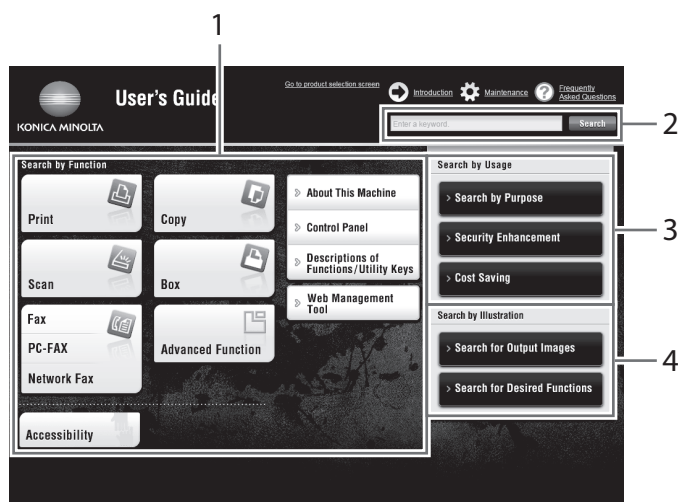 1
Go to product selection screen
Introduction
Maintenance
Frequently
Asked Questions
User's Guide
KONICA MINOLTA
Enter a keyword.
Search
2
Search by Function
Print
Copy
Scan
Box
Fax
PC-FAX
Network Fax
Advanced Function
Accessibility
» About This Machine
» Control Panel
» Descriptions of
Functions/Utility Keys
» Web Management
Tool
Search by Usage
> Search by Purpose
> Security Enhancement
> Cost Saving
3
Search by Illustration
> Search for Output Images
> Search for Desired Functions
4